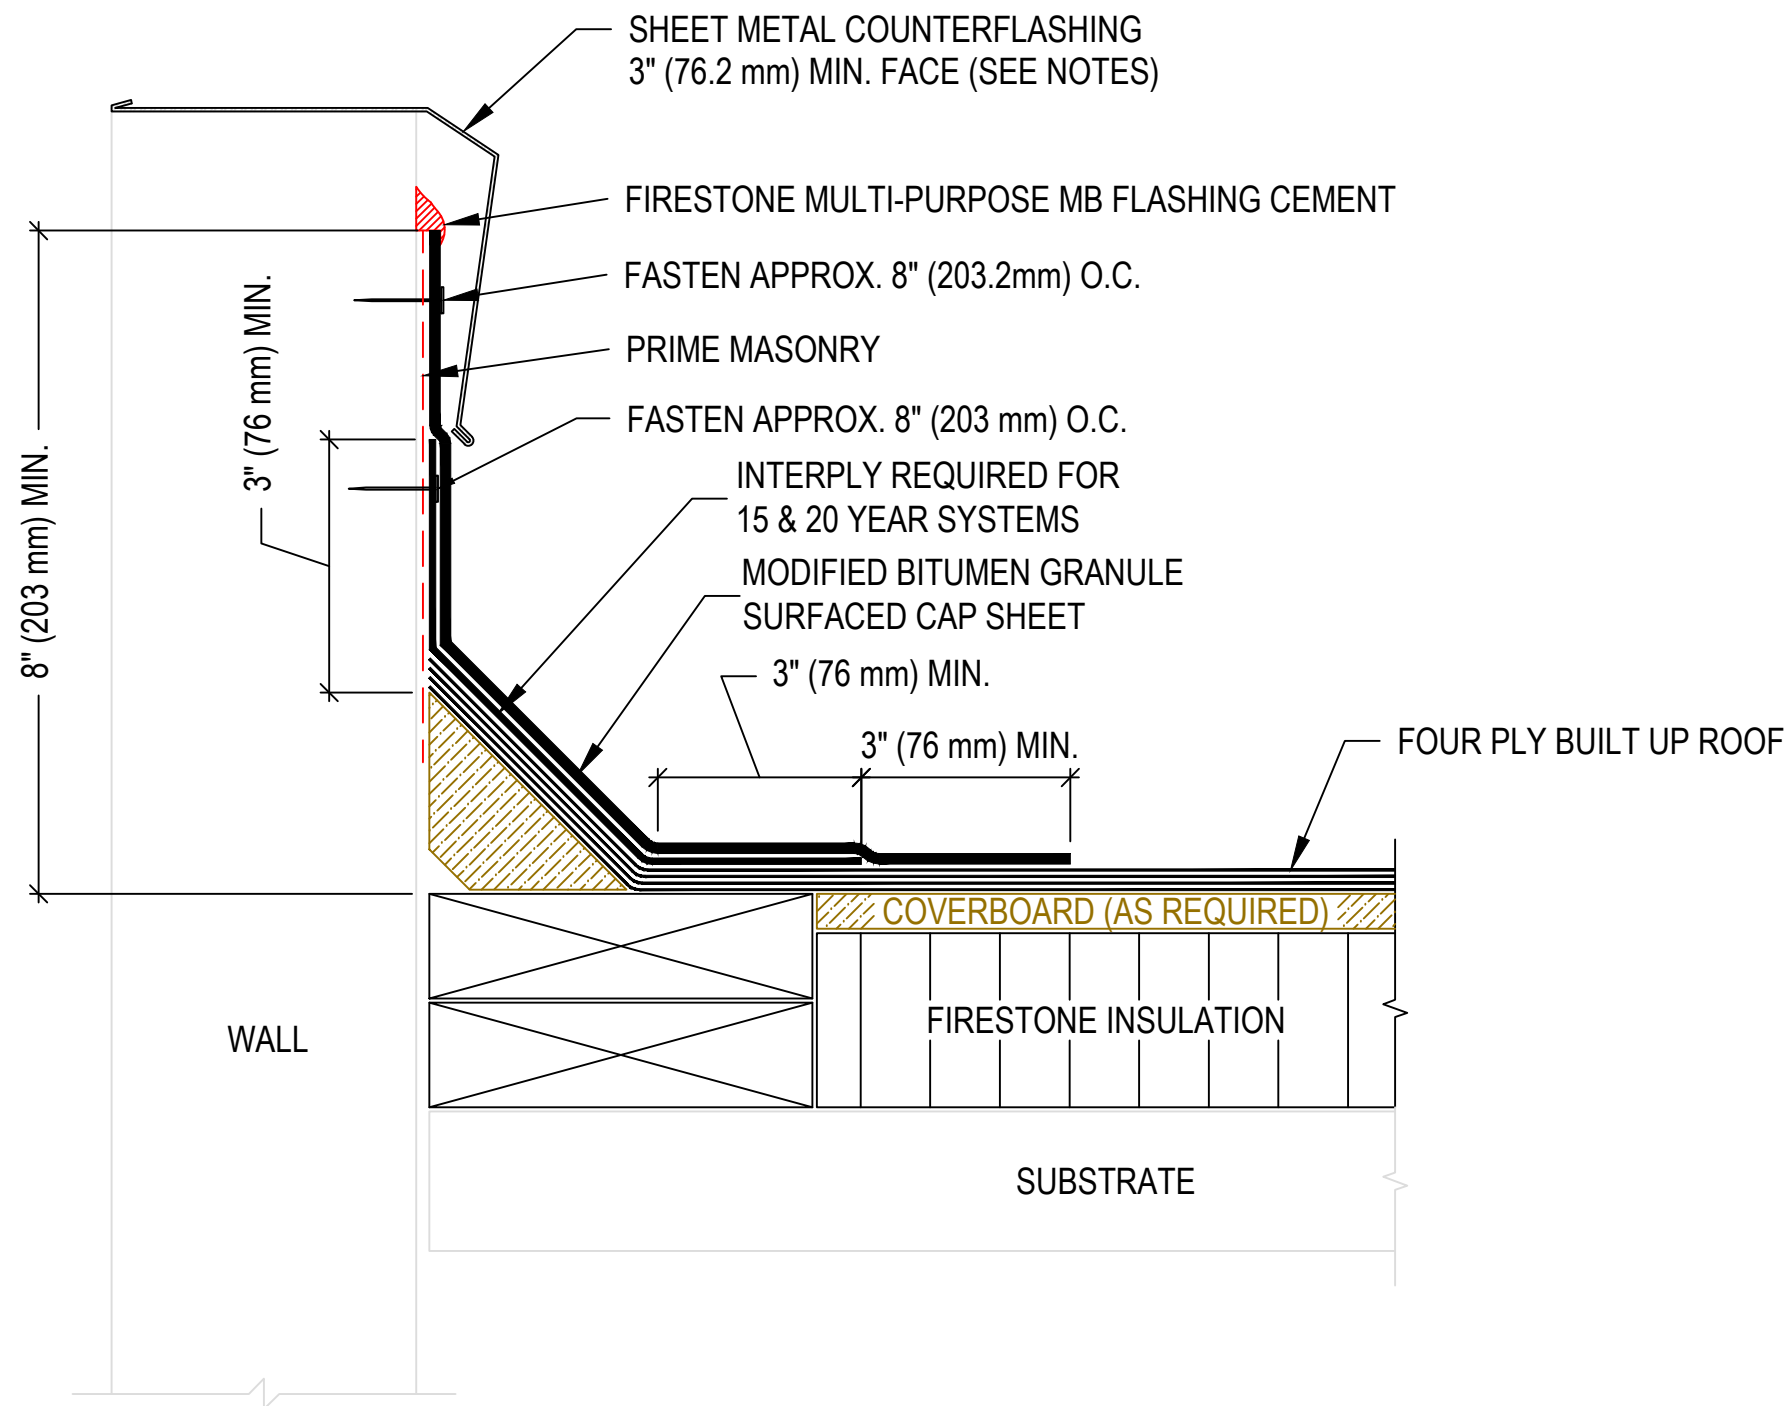 SHEET METAL COUNTERFLASHING
3" (76.2 mm) MIN. FACE (SEE NOTES)
FIRESTONE MULTI-PURPOSE MB FLASHING CEMENT
FASTEN APPROX. 8" (203.2mm) O.C.
PRIME MASONRY
FASTEN APPROX. 8" (203 mm) O.C.
3" (76 mm) MIN.
8" (203 mm) MIN.
INTERPLY REQUIRED FOR
15 & 20 YEAR SYSTEMS
MODIFIED BITUMEN GRANULE
SURFACED CAP SHEET
3" (76 mm) MIN.
3" (76 mm) MIN.
FOUR PLY BUILT UP ROOF
COVERBOARD (AS REQUIRED)
FIRESTONE INSULATION
WALL
SUBSTRATE